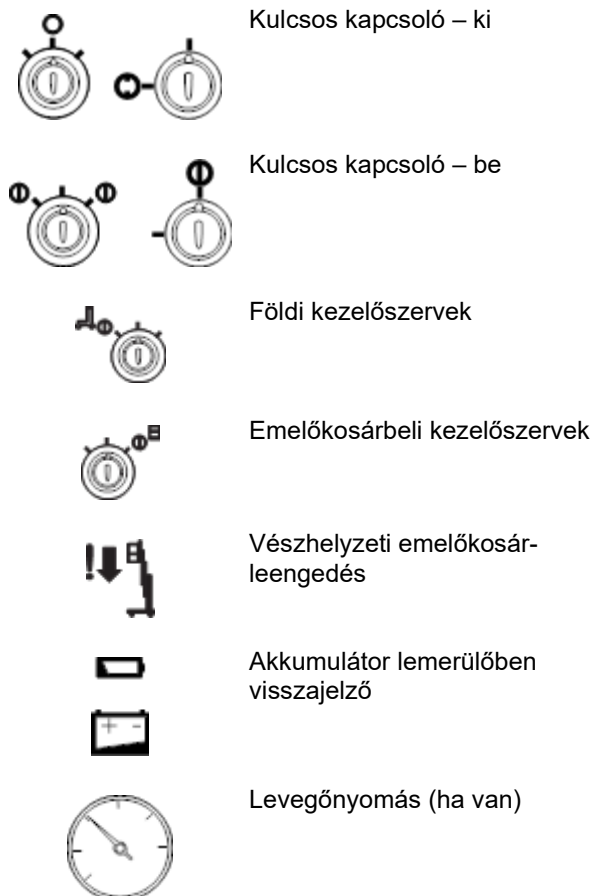 Kulcsos kapcsoló – ki
Kulcsos kapcsoló – be
Földi kezelőszervek
Emelőkosárbeli kezelőszervek
Vészhelyzeti emelőkosár-
leengedés
Akkumulátor lemerülőben
visszajelző
Levegőnyomás (ha van)